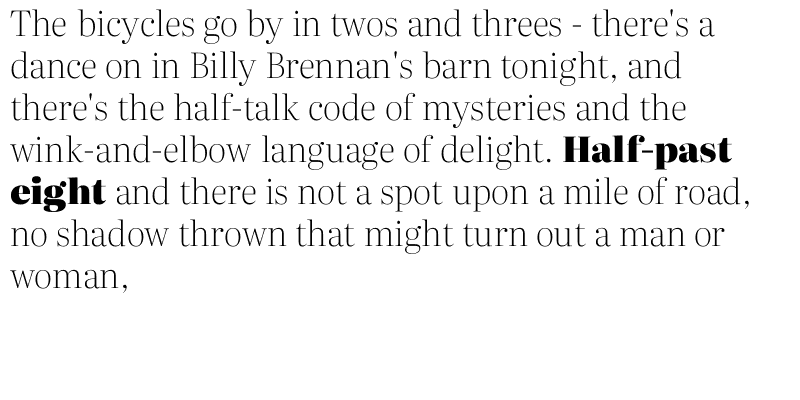 The bicycles go by in twos and threes - there's a
dance on in Billy Brennan's barn tonight, and
there's the half-talk code of mysteries and the
wink-and-elbow language of delight. Half-past
eight and there is not a spot upon a mile of road,
no shadow thrown that might turn out a man or
woman,